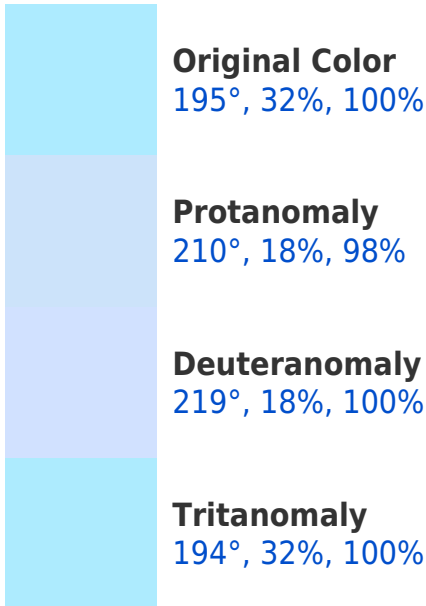 Original Color
195°, 32%, 100%
Protanomaly
210°, 18%, 98%
Deuteranomaly
219°, 18%, 100%
Tritanomaly
194°, 32%, 100%